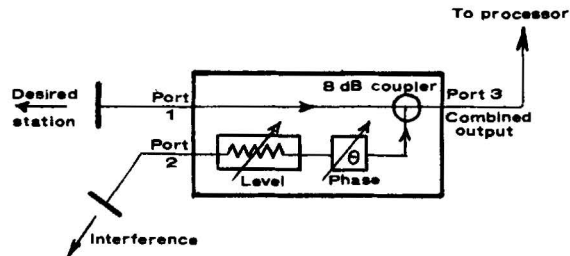 To processor
8 dB coupler
Desired
station
Port
1
Port 3
Combined
output
Port
2
Level
θ
Phase
Interference